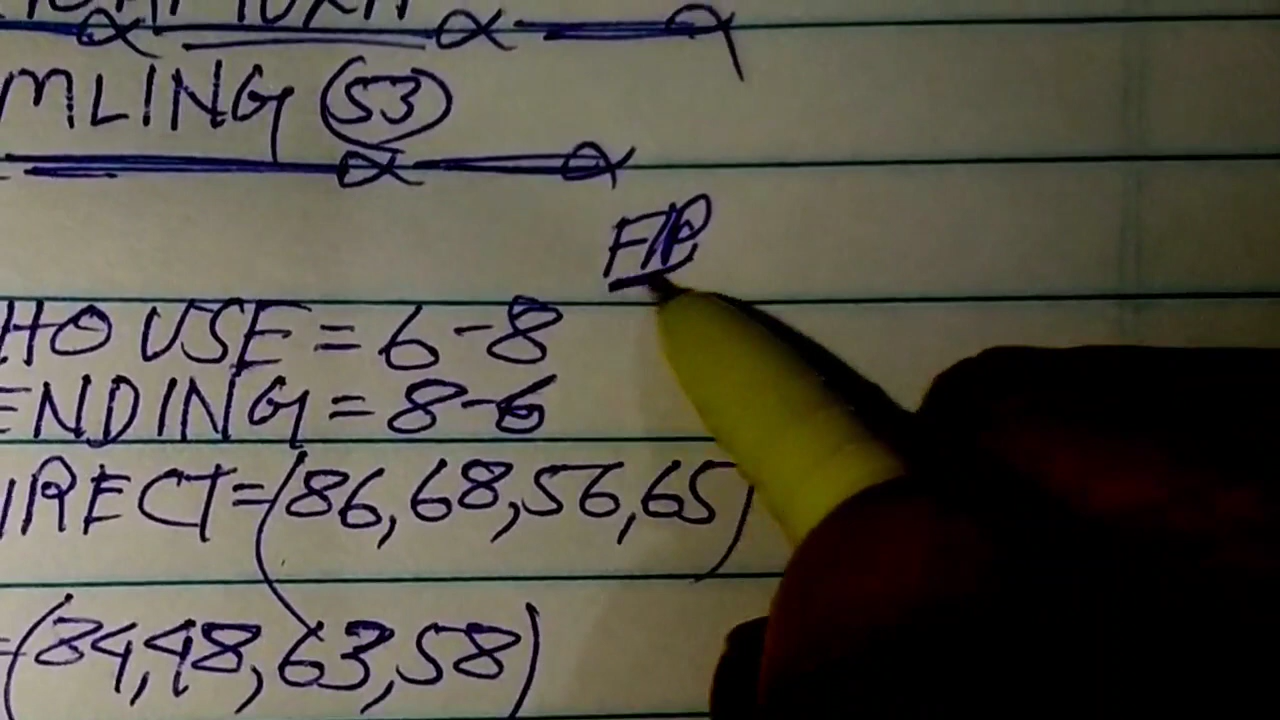 MLING (53)
F/R
HOUSE = 6-8
ENDING = 8-6
IRECT = (86, 68, 56, 65)
= (84, 48, 63, 58)